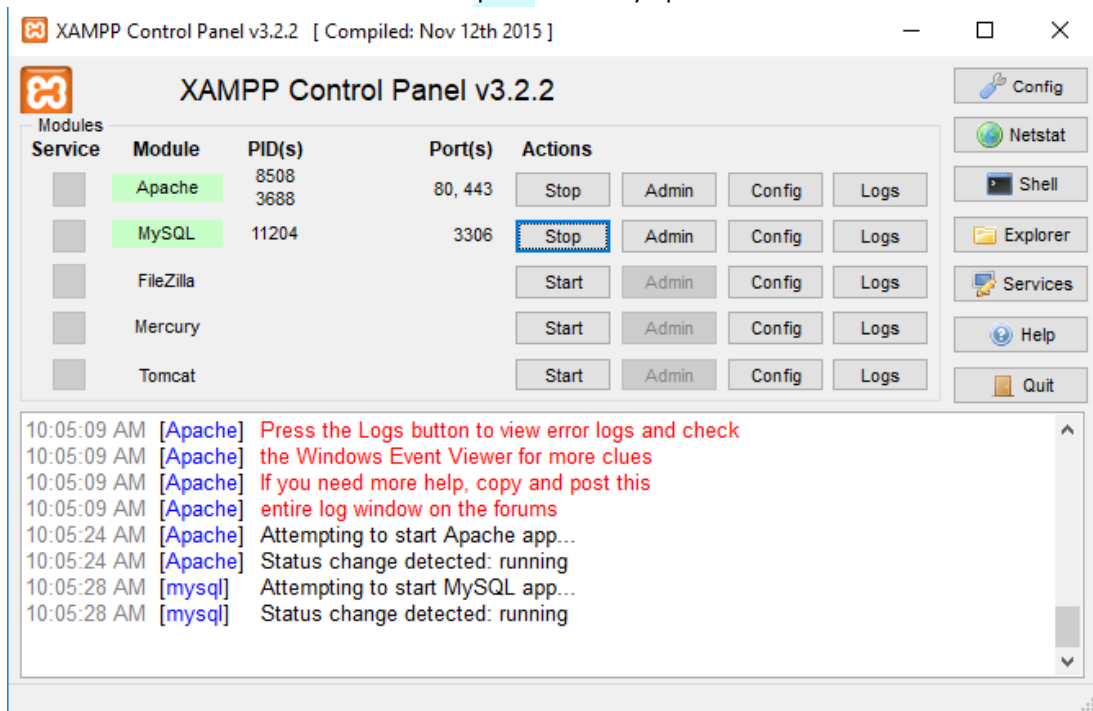 XAMPP Control Panel v3.2.2 [ Compiled: Nov 12th 2015 ]
XAMPP Control Panel v3.2.2
Config
Modules
Netstat
Service Module PID(s) Port(s) Actions
Apache 8508 3688 80, 443 Stop Admin Config Logs
Shell
MySQL 11204 3306 Stop Admin Config Logs
Explorer
FileZilla Start Admin Config Logs
Services
Mercury Start Admin Config Logs
Help
Tomcat Start Admin Config Logs
Quit
10:05:09 AM [Apache] Press the Logs button to view error logs and check
10:05:09 AM [Apache] the Windows Event Viewer for more clues
10:05:09 AM [Apache] If you need more help, copy and post this
10:05:09 AM [Apache] entire log window on the forums
10:05:24 AM [Apache] Attempting to start Apache app...
10:05:24 AM [Apache] Status change detected: running
10:05:28 AM [mysql] Attempting to start MySQL app...
10:05:28 AM [mysql] Status change detected: running